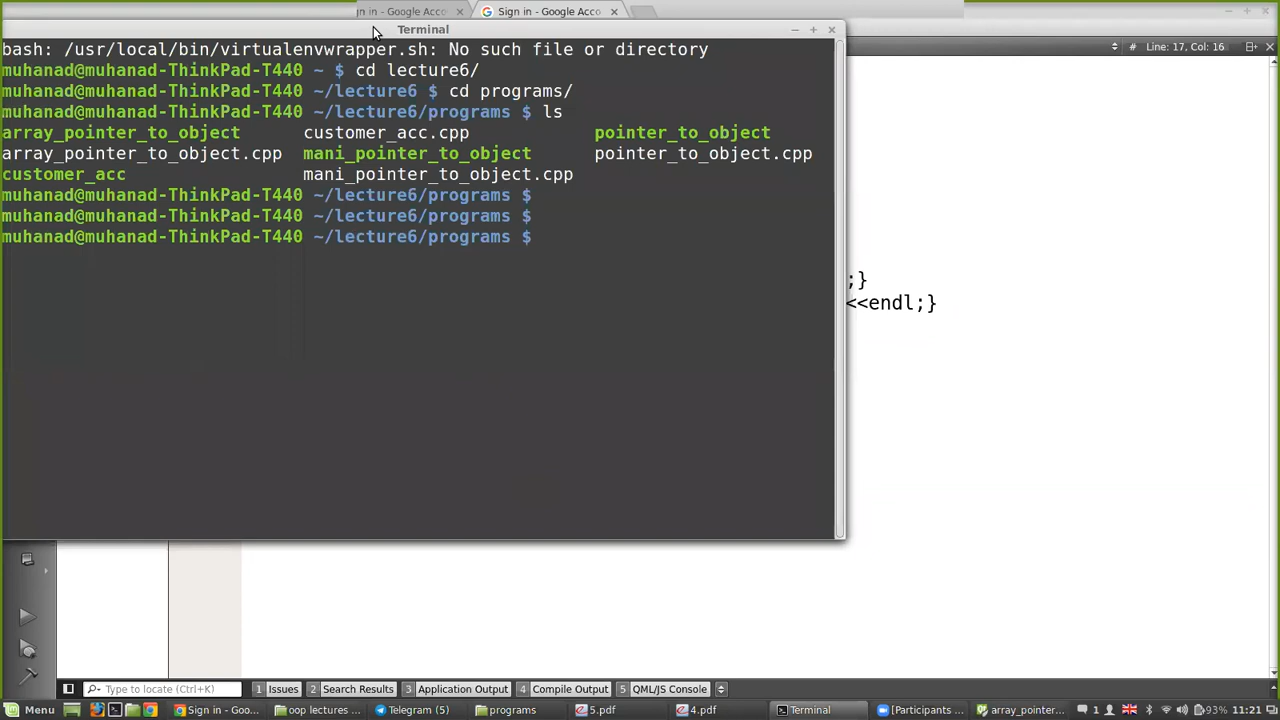 gn in - Google Acco
Sign in - Google Acco
Terminal
bash: /usr/local/bin/virtualenvwrapper.sh: No such file or directory
muhanad@muhanad-ThinkPad-T440 ~ $ cd lecture6/
muhanad@muhanad-ThinkPad-T440 ~/lecture6 $ cd programs/
muhanad@muhanad-ThinkPad-T440 ~/lecture6/programs $ ls
array_pointer_to_object customer_acc.cpp pointer_to_object
array_pointer_to_object.cpp mani_pointer_to_object pointer_to_object.cpp
customer_acc mani_pointer_to_object.cpp
muhanad@muhanad-ThinkPad-T440 ~/lecture6/programs $
muhanad@muhanad-ThinkPad-T440 ~/lecture6/programs $
muhanad@muhanad-ThinkPad-T440 ~/lecture6/programs $
# Line: 17, Col: 16
;}
<<endl;}
Type to locate (Ctrl+K) 1 Issues 2 Search Results 3 Application Output 4 Compile Output 5 QML/JS Console
Menu Sign in - Goo... oop lectures ... Telegram (5) programs 5.pdf 4.pdf Terminal [Participants ... array_pointer... 1 93% 11:21